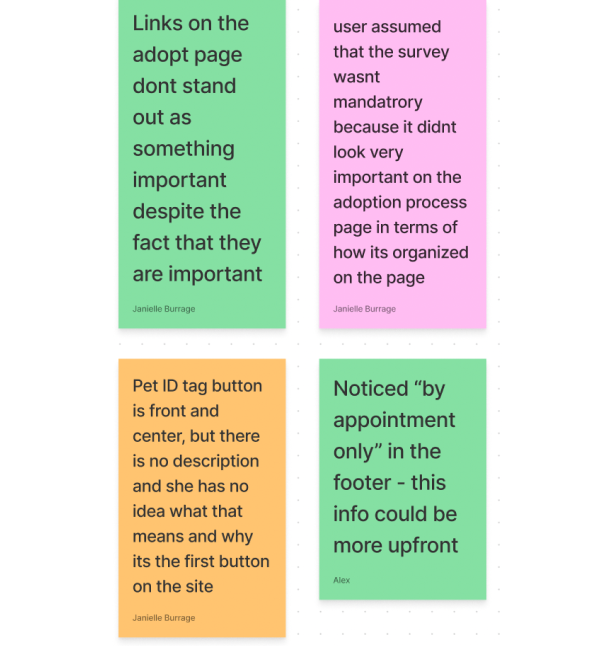 Links on the
adopt page
dont stand
out as
something
important
despite the
fact that they
are important
Janielle Burrage
user assumed
that the survey
wasnt
mandatrory
because it didnt
look very
important on the
adoption process
page in terms of
how its organized
on the page
Janielle Burrage
Pet ID tag button
is front and
center, but there
is no description
and she has no
idea what that
means and why
its the first button
on the site
Janielle Burrage
Noticed “by
appointment
only” in the
footer - this
info could be
more upfront
Alex